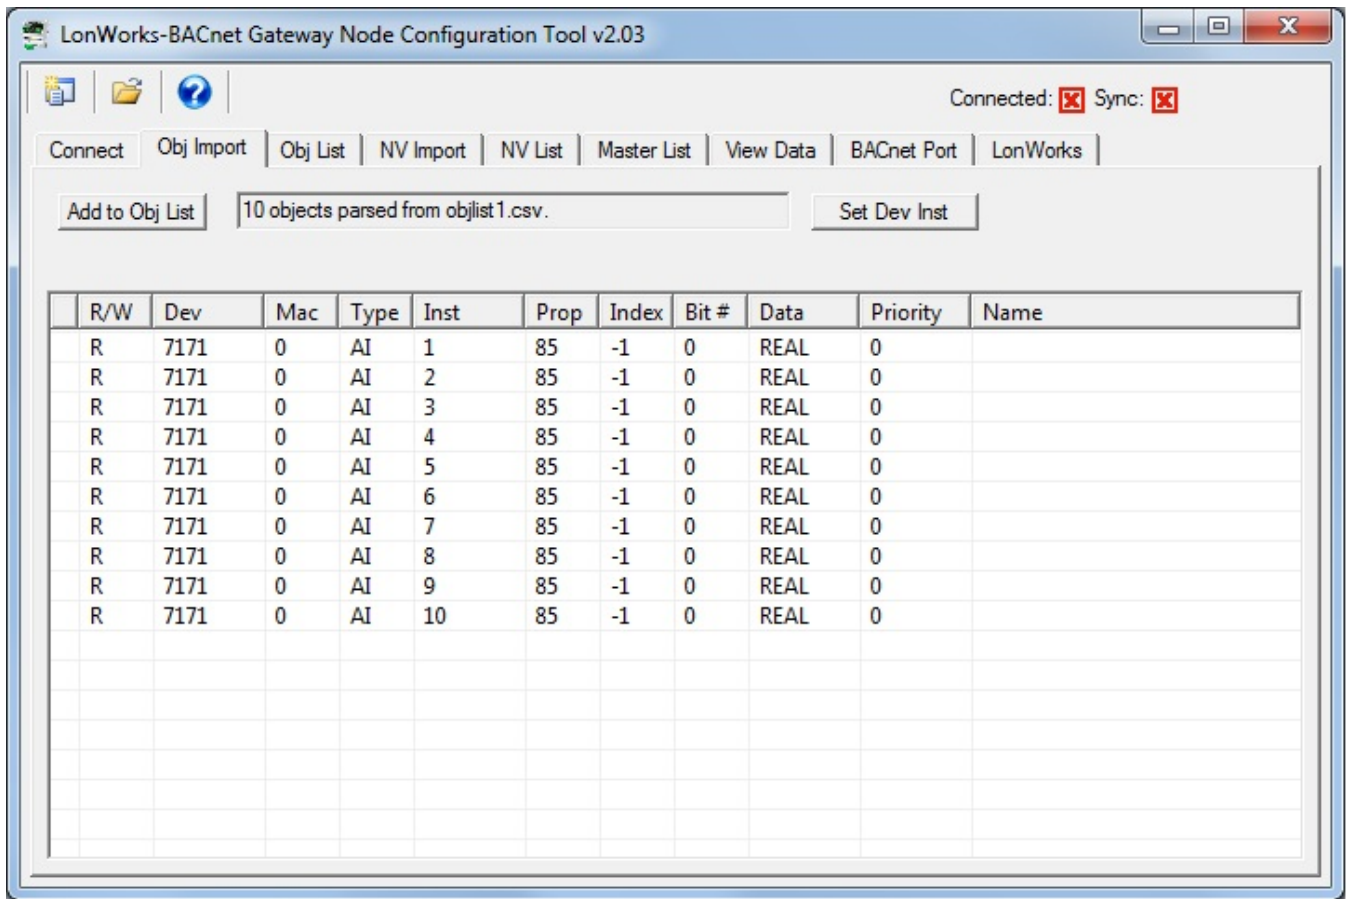 LonWorks-BACnet Gateway Node Configuration Tool v2.03
Connected: Sync:
Connect Obj Import Obj List NV Import NV List Master List View Data BACnet Port LonWorks
Add to Obj List 10 objects parsed from objlist1.csv. Set Dev Inst
R/W Dev Mac Type Inst Prop Index Bit # Data Priority Name
R 7171 0 AI 1 85 -1 0 REAL 0
R 7171 0 AI 2 85 -1 0 REAL 0
R 7171 0 AI 3 85 -1 0 REAL 0
R 7171 0 AI 4 85 -1 0 REAL 0
R 7171 0 AI 5 85 -1 0 REAL 0
R 7171 0 AI 6 85 -1 0 REAL 0
R 7171 0 AI 7 85 -1 0 REAL 0
R 7171 0 AI 8 85 -1 0 REAL 0
R 7171 0 AI 9 85 -1 0 REAL 0
R 7171 0 AI 10 85 -1 0 REAL 0